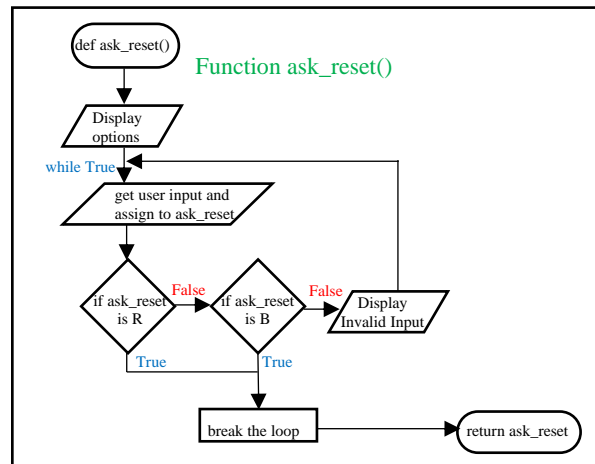 def ask_reset()
Function ask_reset()
Display
options
while True
get user input and
assign to ask_reset
if ask_reset
is R
False
if ask_reset
is B
False
Display
Invalid Input
True
True
break the loop
return ask_reset